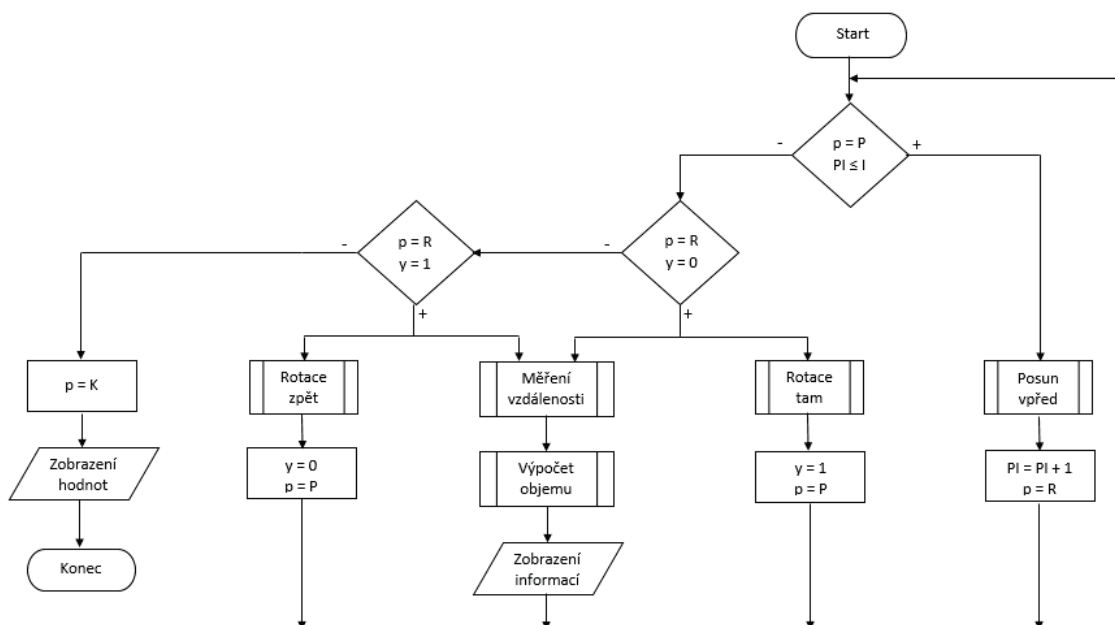 Start
p = P
PI ≤ I
-
+
p = R
y = 1
-
+
p = R
y = 0
-
+
p = K
Rotace
zpět
Měření
vzdálenosti
Rotace
tam
Posun
vpřed
Zobrazení
hodnot
y = 0
p = P
Výpočet
objemu
y = 1
p = P
PI = PI + 1
p = R
Konec
Zobrazení
informací